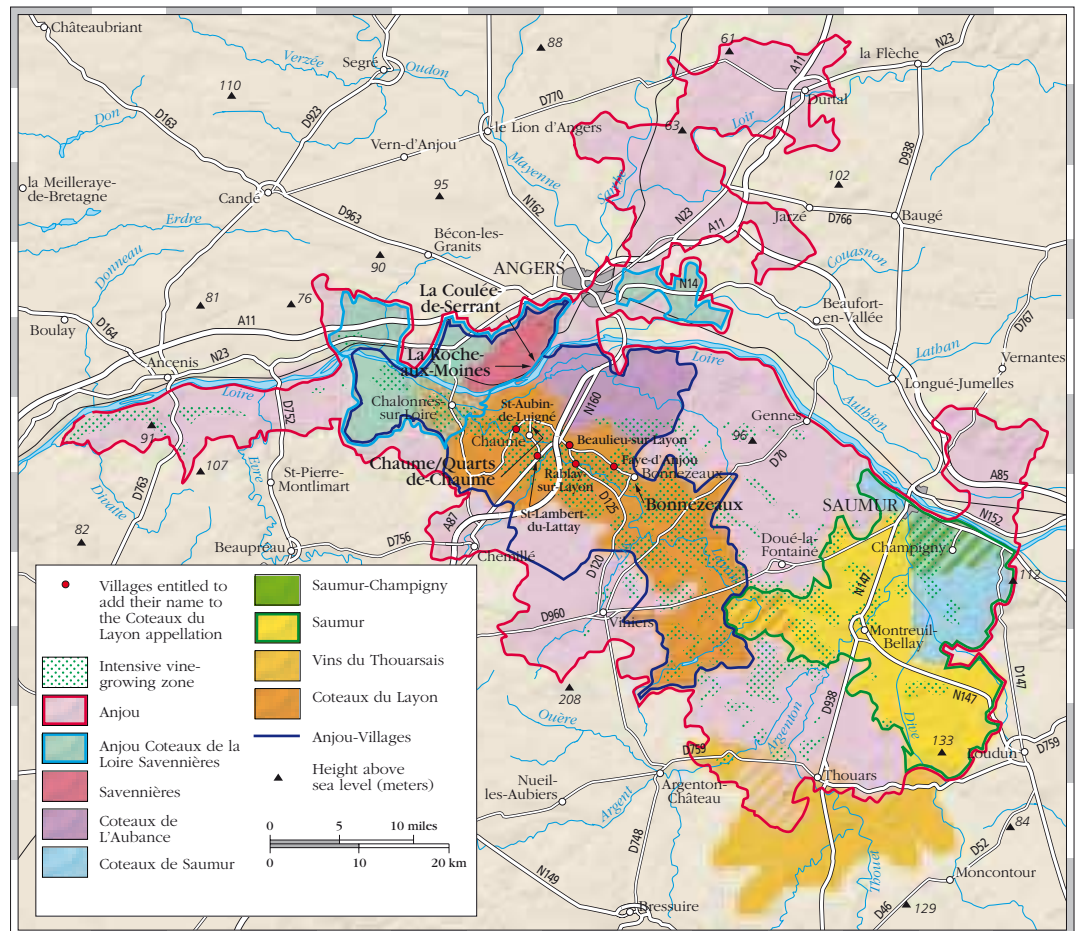 Châteaubriant
Verzée
Segré
Oudon
88
61
A11
la Flèche
N23
110
D770
Durtal
Don
D163
D923
le Lion d'Angers
63
Loir
D938
Vern-d'Anjou
Mayenne
Sarthe
la Meilleraye-
de-Bretagne
Candé
95
N162
102
Erdre
D963
Jarzé
D766
Baugé
N23
A11
Donneau
Bécon-les-
Granits
90
ANGERS
Couasnon
81
76
La Coulée-
de-Serrant
N14
Beaufort-
en-Vallée
D767
Boulay
D164
A11
Ancenis
N23
La Roche-
aux-Moines
Loire
Lathan
Vernantes
Loire
D752
Chalonnes-
sur-Loire
N160
Longué-Jumelles
Authion
St-Aubin-
de-Luigné
Chaume
Beaulieu-sur-Layon
Gennes
91
96
Faye-d'Anjou
Chaume/Quarts
de-Chaume
Rablay-
sur-Layon
Bonnezeaux
D70
107
D763
Evre
St-Pierre-
Montlimart
Bonnezeaux
A85
Divatte
D125
SAUMUR
N152
St-Lambert-
du-Lattay
A87
82
D756
Doué-la-
Fontaine
Champigny
Beaupréau
Chemillé
D120
N147
112
Villages entitled to
add their name to
the Coteaux du
Layon appellation
Intensive vine-
growing zone
Anjou
Anjou Coteaux de la
Loire Savennières
Savennières
Coteaux de
L'Aubance
Coteaux de Saumur
Saumur-Champigny
Saumur
Vins du Thouarsais
Coteaux du Layon
Anjou-Villages
Height above
sea level (meters)
0 5 10 miles
0 10 20 km
D960
Vihiers
Montreuil-
Bellay
D147
208
N147
Ouère
D938
Argenton
Dive
133
D759
Loudun
D759
Nueil-
les-Aubiers
Argenton-
Château
Thouars
Argent
84
D748
D52
N149
Thouet
Moncontour
Bressuire
D46
129